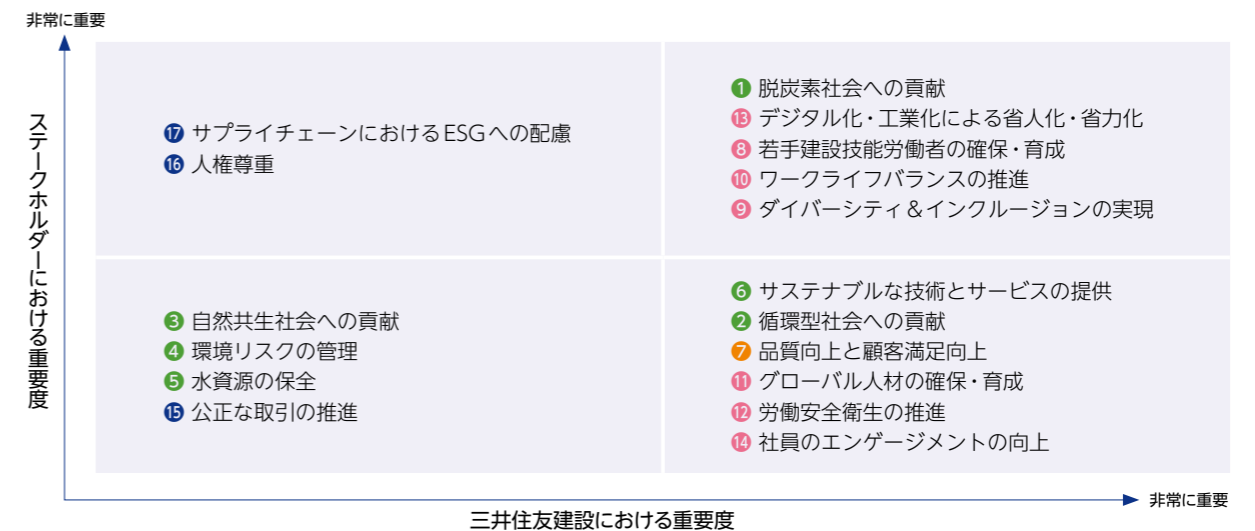 非常に重要
ステークホルダーにおける重要度
⓱ サプライチェーンにおけるESGへの配慮
⓰ 人権尊重
❶ 脱炭素社会への貢献
⓭ デジタル化・工業化による省人化・省力化
❽ 若手建設技能労働者の確保・育成
❿ ワークライフバランスの推進
❾ ダイバーシティ＆インクルージョンの実現
❸ 自然共生社会への貢献
❹ 環境リスクの管理
❺ 水資源の保全
⓯ 公正な取引の推進
❻ サステナブルな技術とサービスの提供
❷ 循環型社会への貢献
❼ 品質向上と顧客満足向上
⓫ グローバル人材の確保・育成
⓬ 労働安全衛生の推進
⓮ 社員のエンゲージメントの向上
非常に重要
三井住友建設における重要度